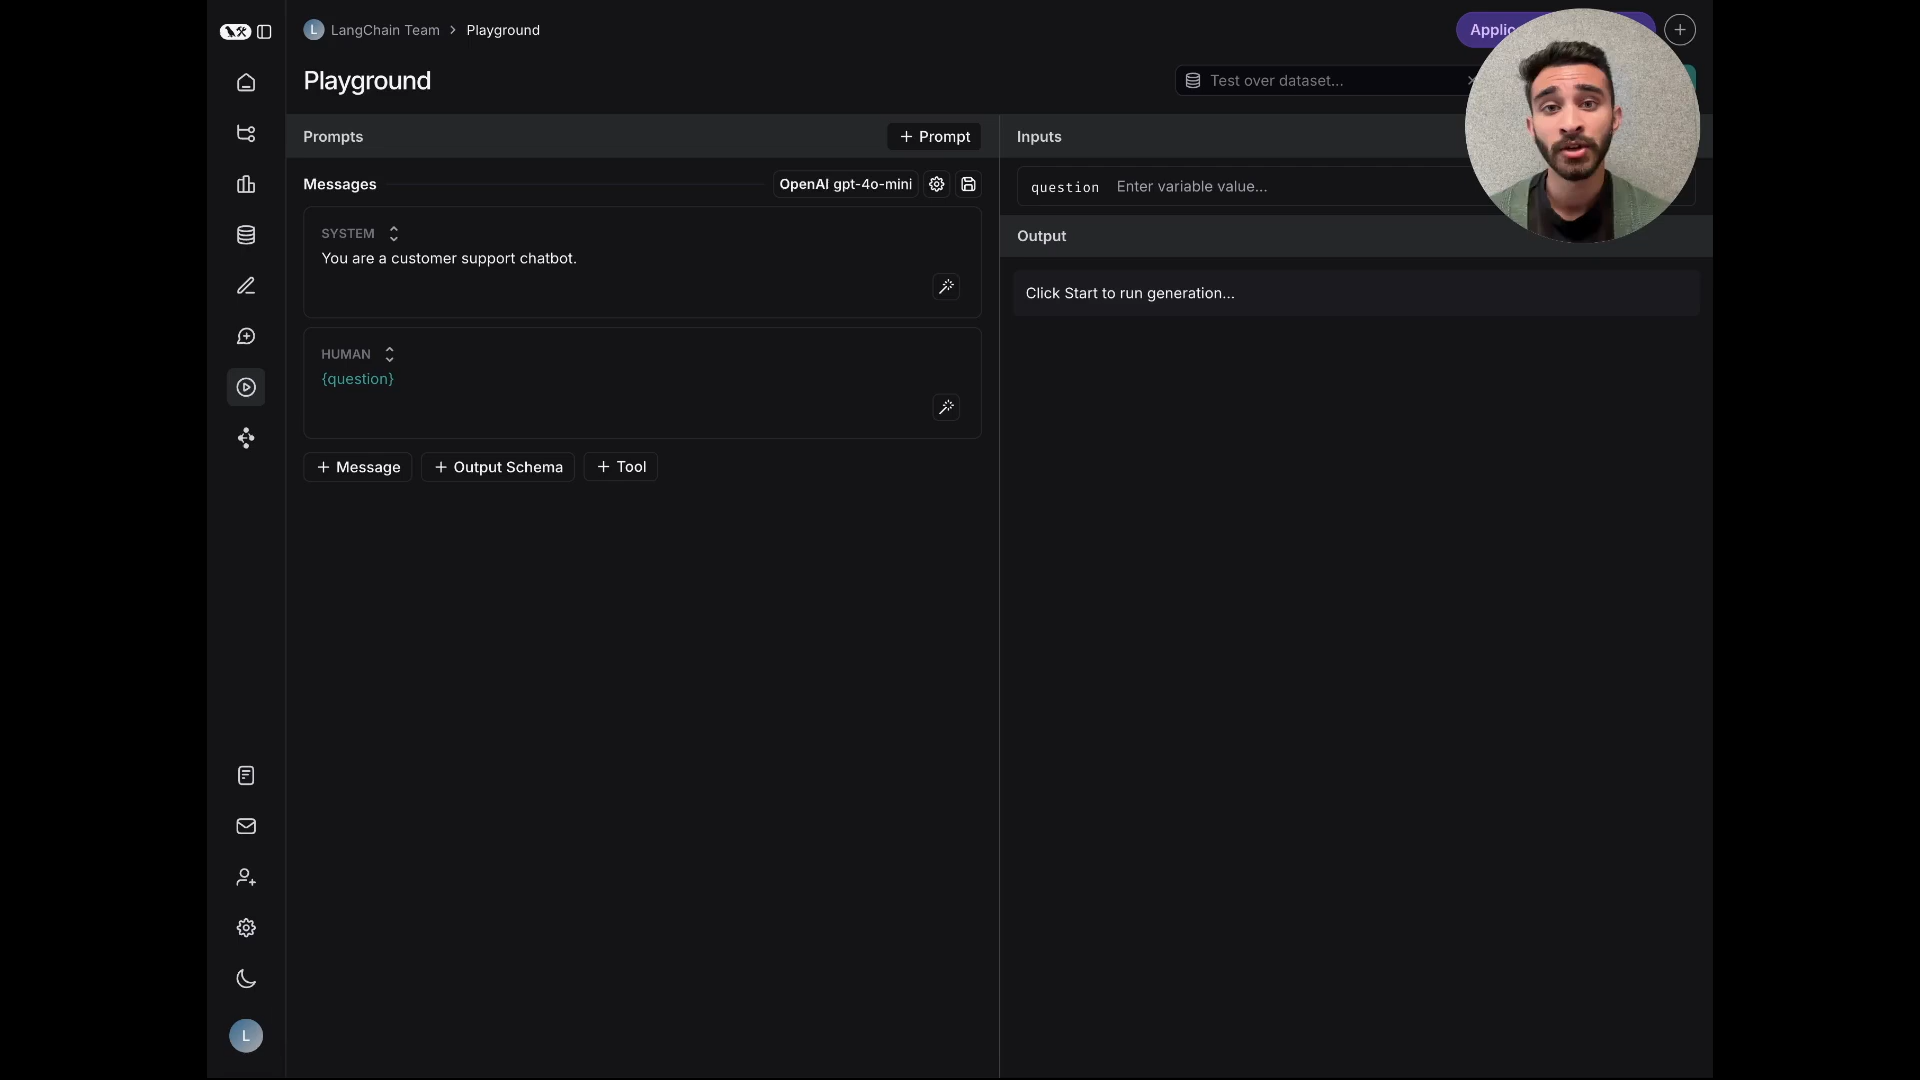 L LangChain Team > Playground
Applic
Playground
Test over dataset...
Prompts
+ Prompt
Messages
OpenAI gpt-4o-mini
SYSTEM
You are a customer support chatbot.
HUMAN
{question}
+ Message
+ Output Schema
+ Tool
Inputs
question
Enter variable value...
Output
Click Start to run generation...
L